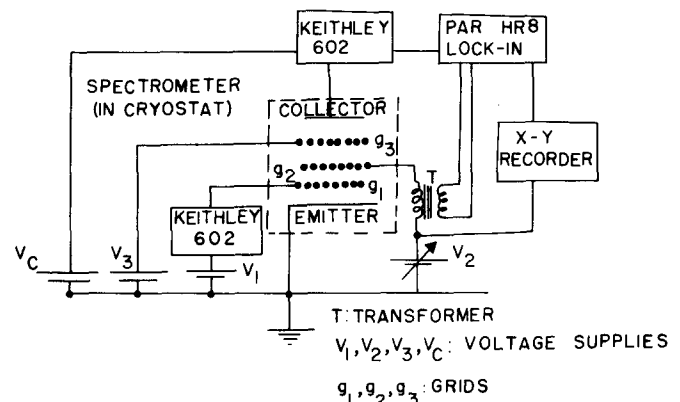 KEITHLEY
602
PAR HR8
LOCK-IN
SPECTROMETER
(IN CRYOSTAT)
COLLECTOR
g3
X-Y
RECORDER
g2
T
g1
KEITHLEY
602
EMITTER
VC
V3
V1
V2
T: TRANSFORMER
V1, V2, V3, VC: VOLTAGE SUPPLIES
g1, g2, g3: GRIDS